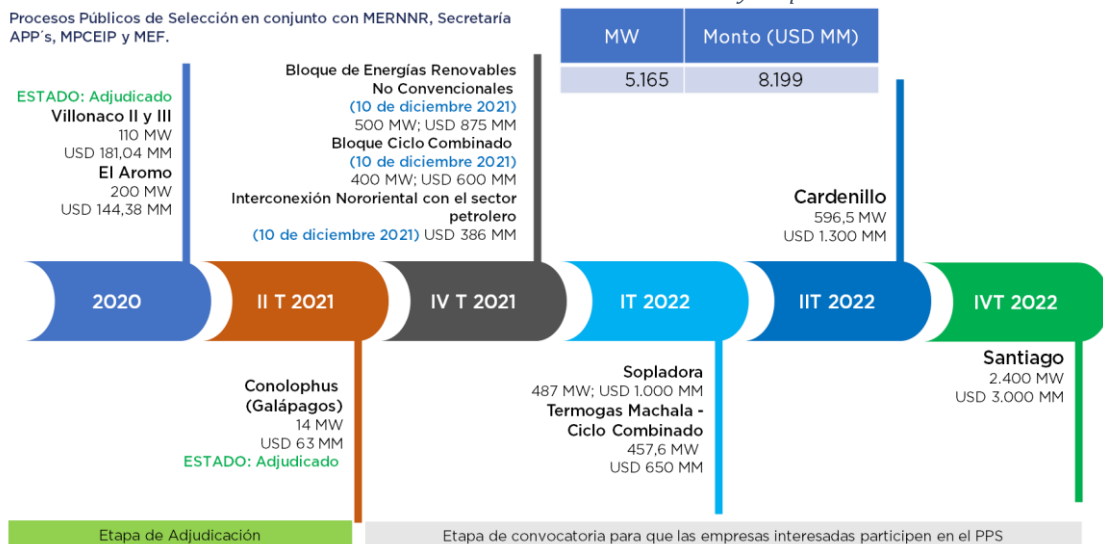 Procesos Públicos de Selección en conjunto con MERNNR, Secretaría
APP´s, MPCEIP y MEF.
MW Monto (USD MM)
5.165 8.199
ESTADO: Adjudicado
Villonaco II y III
110 MW
USD 181,04 MM
El Aromo
200 MW
USD 144,38 MM
Bloque de Energías Renovables
No Convencionales
(10 de diciembre 2021)
500 MW; USD 875 MM
Bloque Ciclo Combinado
(10 de diciembre 2021)
400 MW; USD 600 MM
Interconexión Nororiental con el sector
petrolero
(10 de diciembre 2021) USD 386 MM
Cardenillo
596,5 MW
USD 1.300 MM
2020
II T 2021
IV T 2021
IT 2022
IIT 2022
IVT 2022
Conolophus
(Galápagos)
14 MW
USD 63 MM
ESTADO: Adjudicado
Sopladora
487 MW; USD 1.000 MM
Termogas Machala -
Ciclo Combinado
457,6 MW
USD 650 MM
Santiago
2.400 MW
USD 3.000 MM
Etapa de Adjudicación
Etapa de convocatoria para que las empresas interesadas participen en el PPS